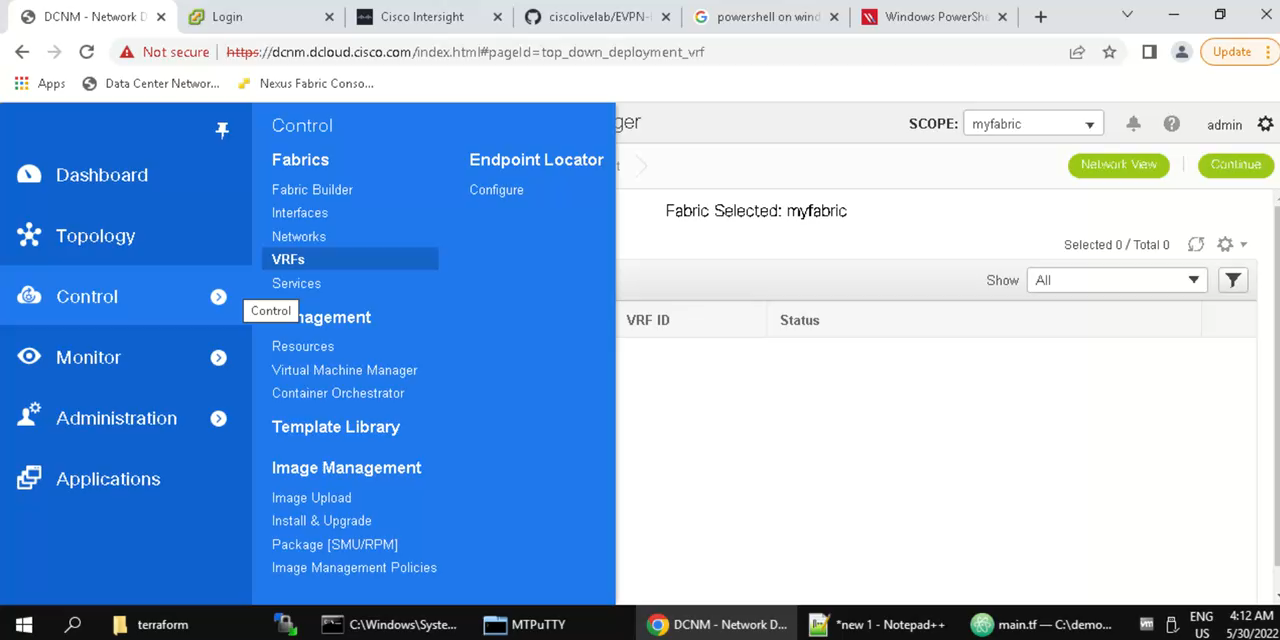 DCNM - Network D
Login
Cisco Intersight
ciscolivelab/EVPN-
powershell on wind
Windows PowerShe
Not secure
https://dcnm.dcloud.cisco.com/index.html#pageId=top_down_deployment_vrf
Update
Apps
Data Center Networ...
Nexus Fabric Conso...
Control
ger
SCOPE:
myfabric
admin
Dashboard
Fabrics
Endpoint Locator
Network View
Continue
Fabric Builder
Configure
Interfaces
Fabric Selected: myfabric
Topology
Networks
Selected 0 / Total 0
VRFs
Services
Show
All
Control
Control
nagement
VRF ID
Status
Resources
Monitor
Virtual Machine Manager
Container Orchestrator
Administration
Template Library
Image Management
Applications
Image Upload
Install & Upgrade
Package [SMU/RPM]
Image Management Policies
terraform
C:\Windows\Syste...
MTPuTTY
DCNM - Network D...
*new 1 - Notepad++
main.tf — C:\demo...
vm
ENG
US
4:12 AM
5/30/2022